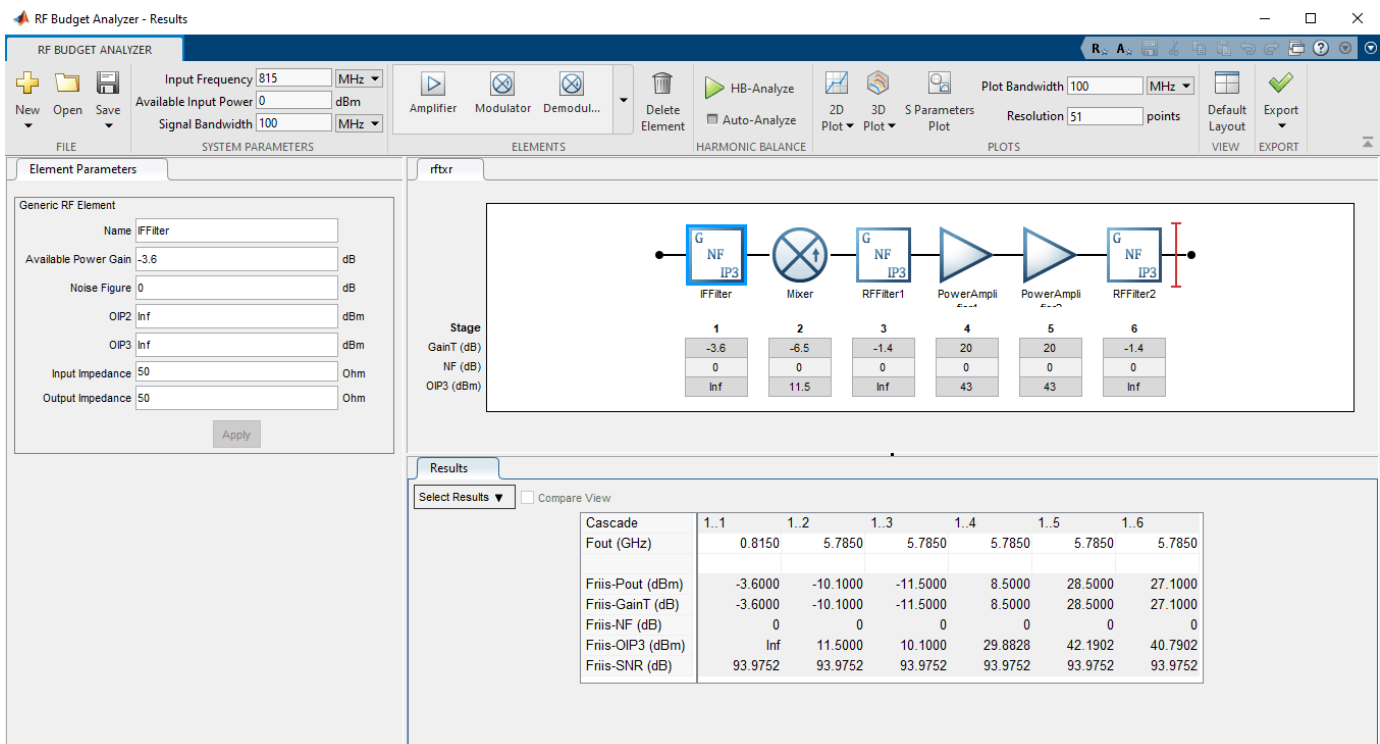 RF Budget Analyzer - Results
RF BUDGET ANALYZER
New Open Save
FILE
Input Frequency 815 MHz
Available Input Power 0 dBm
Signal Bandwidth 100 MHz
SYSTEM PARAMETERS
Amplifier Modulator Demodul...
ELEMENTS
Delete Element
HB-Analyze
Auto-Analyze
HARMONIC BALANCE
2D Plot 3D Plot S Parameters Plot
Plot Bandwidth 100 MHz
Resolution 51 points
PLOTS
Default Layout
VIEW
Export
EXPORT
Element Parameters
Generic RF Element
Name IFFilter
Available Power Gain -3.6 dB
Noise Figure 0 dB
OIP2 Inf dBm
OIP3 Inf dBm
Input Impedance 50 Ohm
Output Impedance 50 Ohm
Apply
rftxr
G NF IP3 G NF IP3 G NF IP3
IFFilter Mixer RFFilter1 PowerAmpli PowerAmpli RFFilter2
Stage 1 2 3 4 5 6
GainT (dB) -3.6 -6.5 -1.4 20 20 -1.4
NF (dB) 0 0 0 0 0 0
OIP3 (dBm) Inf 11.5 Inf 43 43 Inf
Results
Select Results ▼ Compare View
Cascade 1..1 1..2 1..3 1..4 1..5 1..6
Fout (GHz) 0.8150 5.7850 5.7850 5.7850 5.7850 5.7850
Friis-Pout (dBm) -3.6000 -10.1000 -11.5000 8.5000 28.5000 27.1000
Friis-GainT (dB) -3.6000 -10.1000 -11.5000 8.5000 28.5000 27.1000
Friis-NF (dB) 0 0 0 0 0 0
Friis-OIP3 (dBm) Inf 11.5000 10.1000 29.8828 42.1902 40.7902
Friis-SNR (dB) 93.9752 93.9752 93.9752 93.9752 93.9752 93.9752